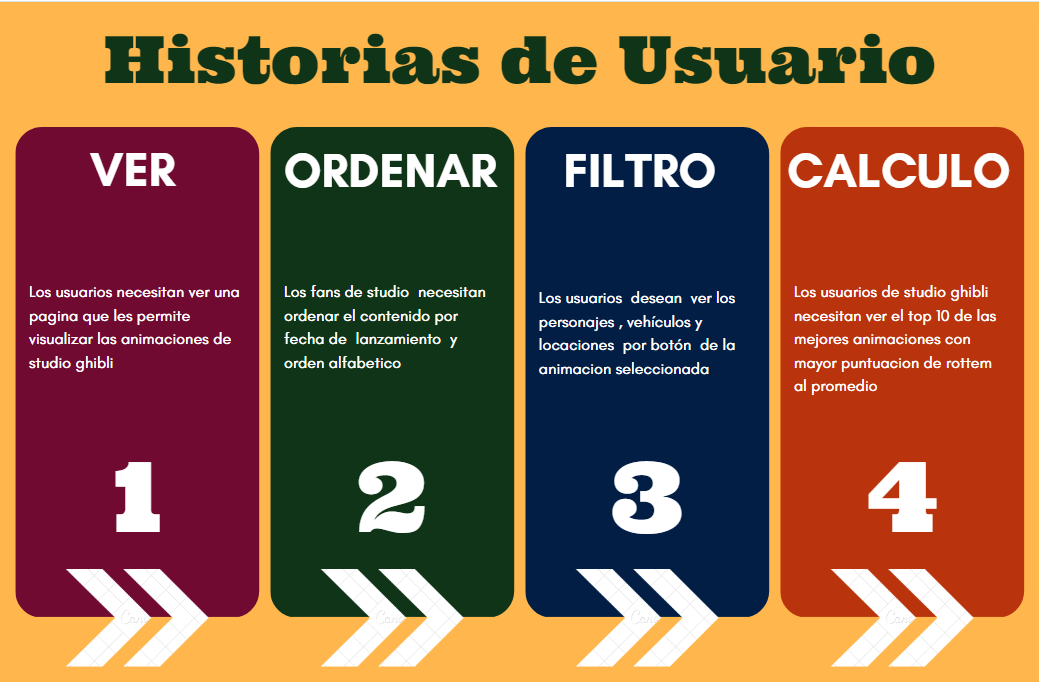 Historias de Usuario
VER
Los usuarios necesitan ver una
pagina que les permite
visualizar las animaciones de
studio ghibli
1
ORDENAR
Los fans de studio necesitan
ordenar el contenido por
fecha de lanzamiento y
orden alfabetico
2
FILTRO
Los usuarios desean ver los
personajes , vehículos y
locaciones por botón de la
animacion seleccionada
3
CALCULO
Los usuarios de studio ghibli
necesitan ver el top 10 de las
mejores animaciones con
mayor puntuacion de rottem
al promedio
4